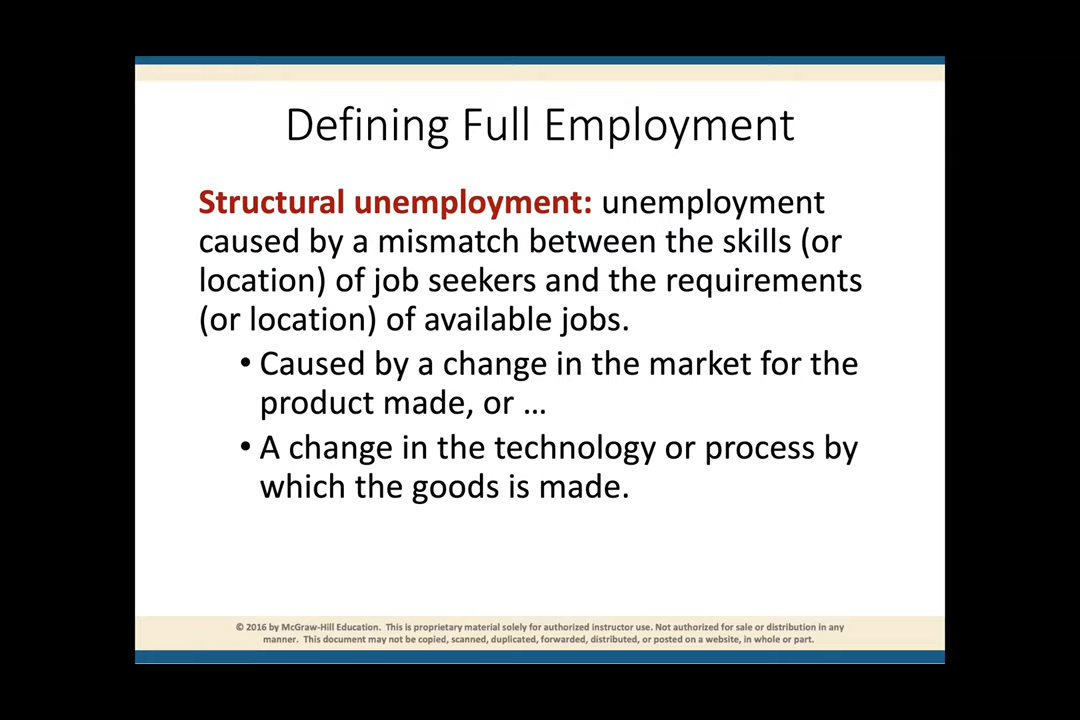 Defining Full Employment
Structural unemployment: unemployment
caused by a mismatch between the skills (or
location) of job seekers and the requirements
(or location) of available jobs.
• Caused by a change in the market for the
product made, or …
• A change in the technology or process by
which the goods is made.
© 2016 by McGraw-Hill Education. This is proprietary material solely for authorized instructor use. Not authorized for sale or distribution in any
manner. This document may not be copied, scanned, duplicated, forwarded, distributed, or posted on a website, in whole or part.